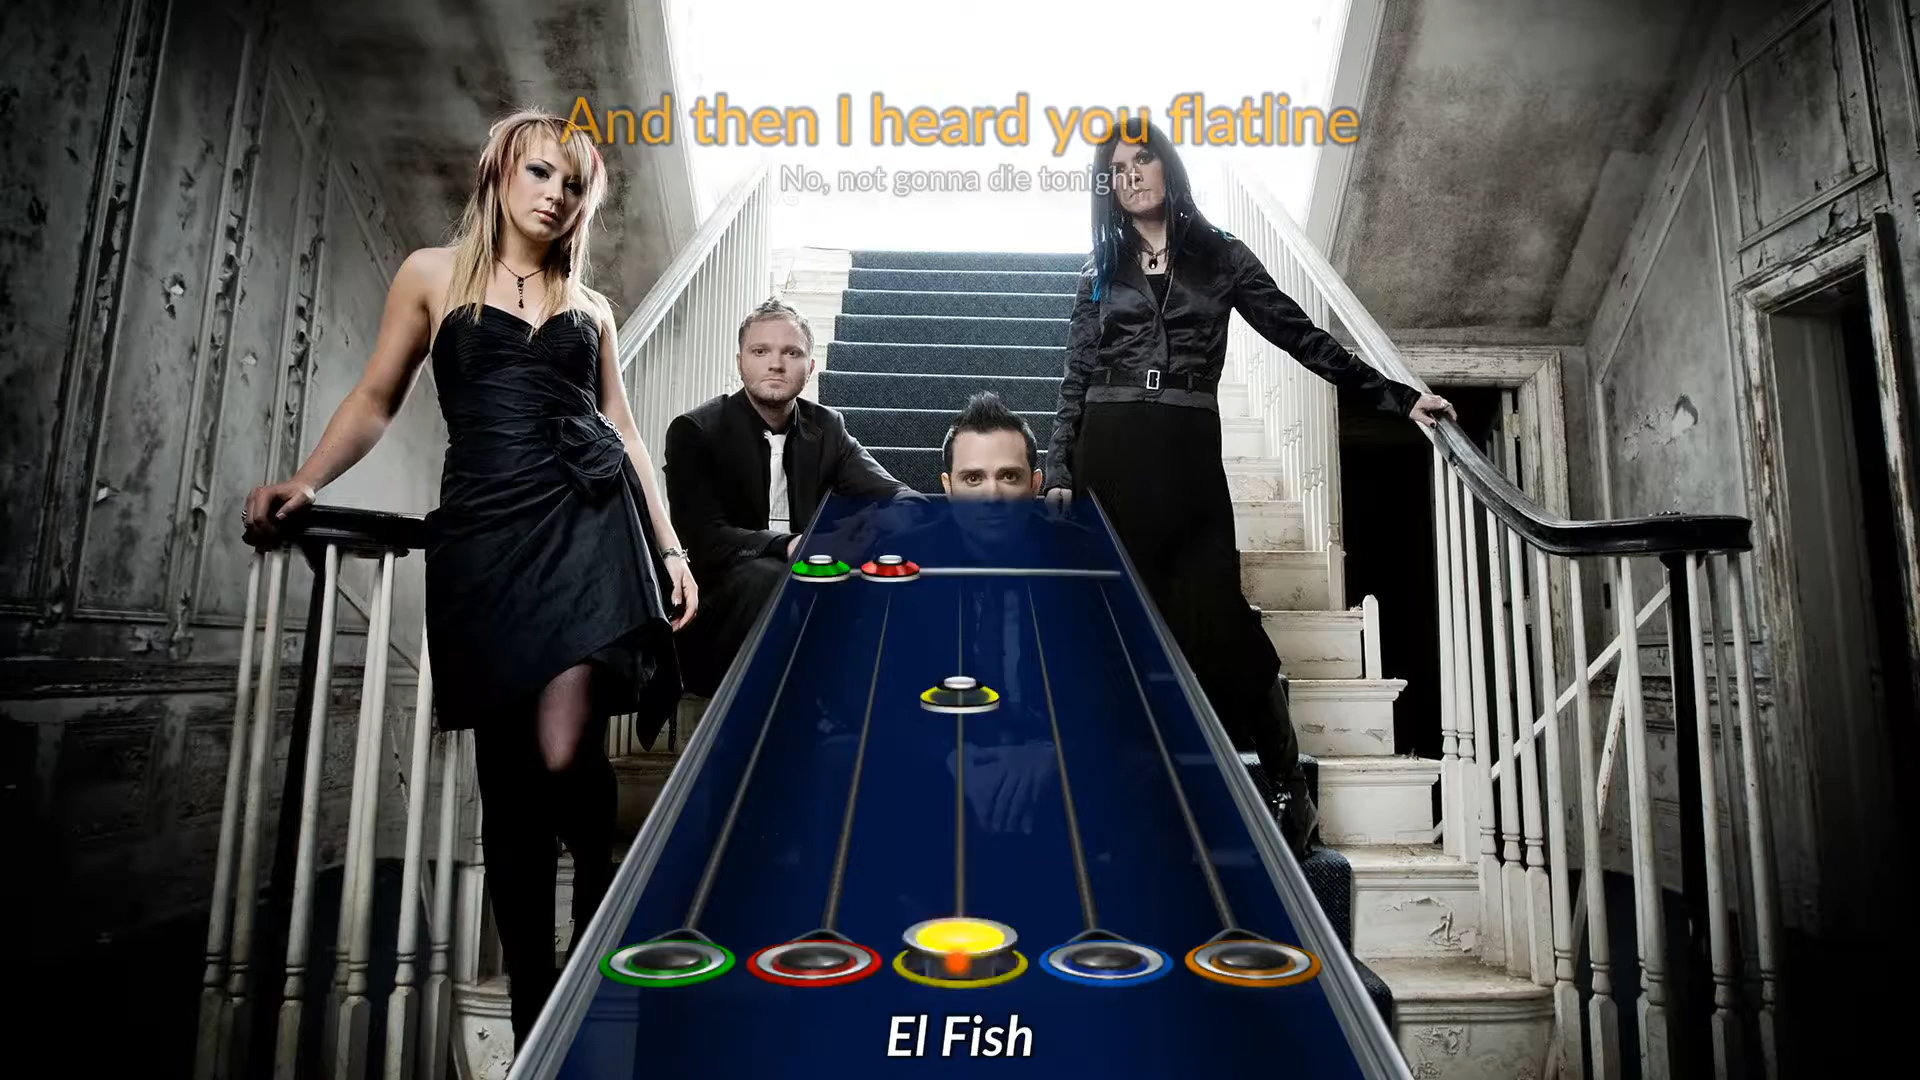 And then I heard you flatline
No, not gonna die tonight
El Fish